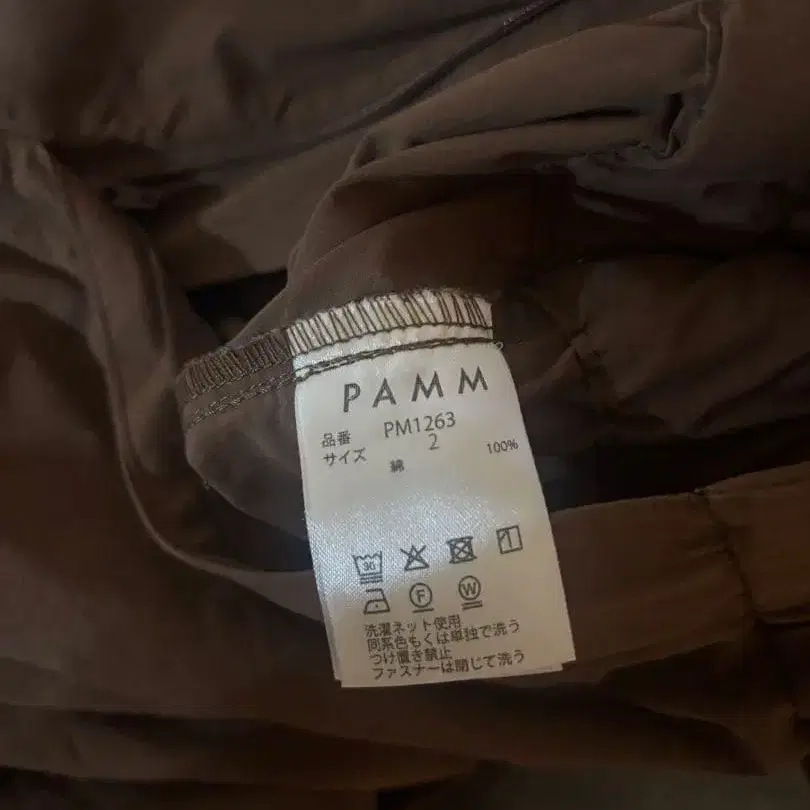 PAMM
品番 PM1263
サイズ 2
綿 100%
30
F W
洗濯ネット使用
同系色もくは単独で洗う
つけ置き禁止
ファスナーは閉じて洗う